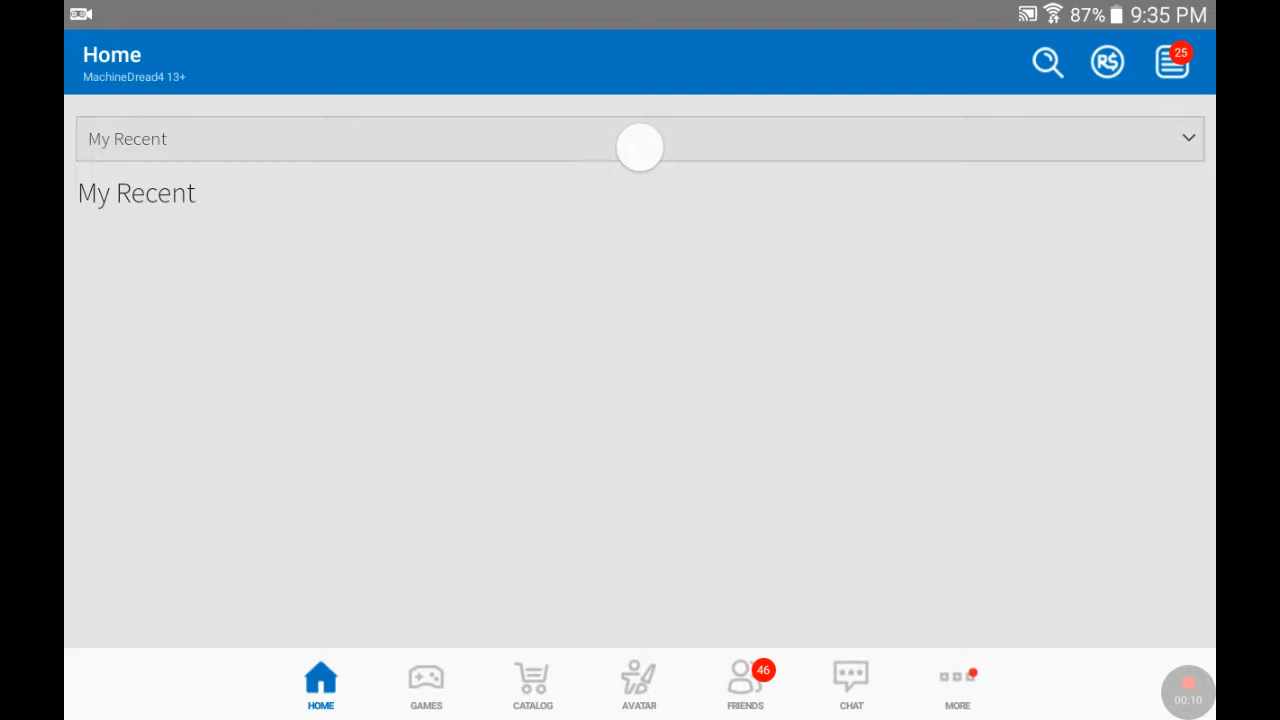 87% 9:35 PM
Home
MachineDread4 13+
R$
25
My Recent
My Recent
46
HOME GAMES CATALOG AVATAR FRIENDS CHAT MORE
00:10